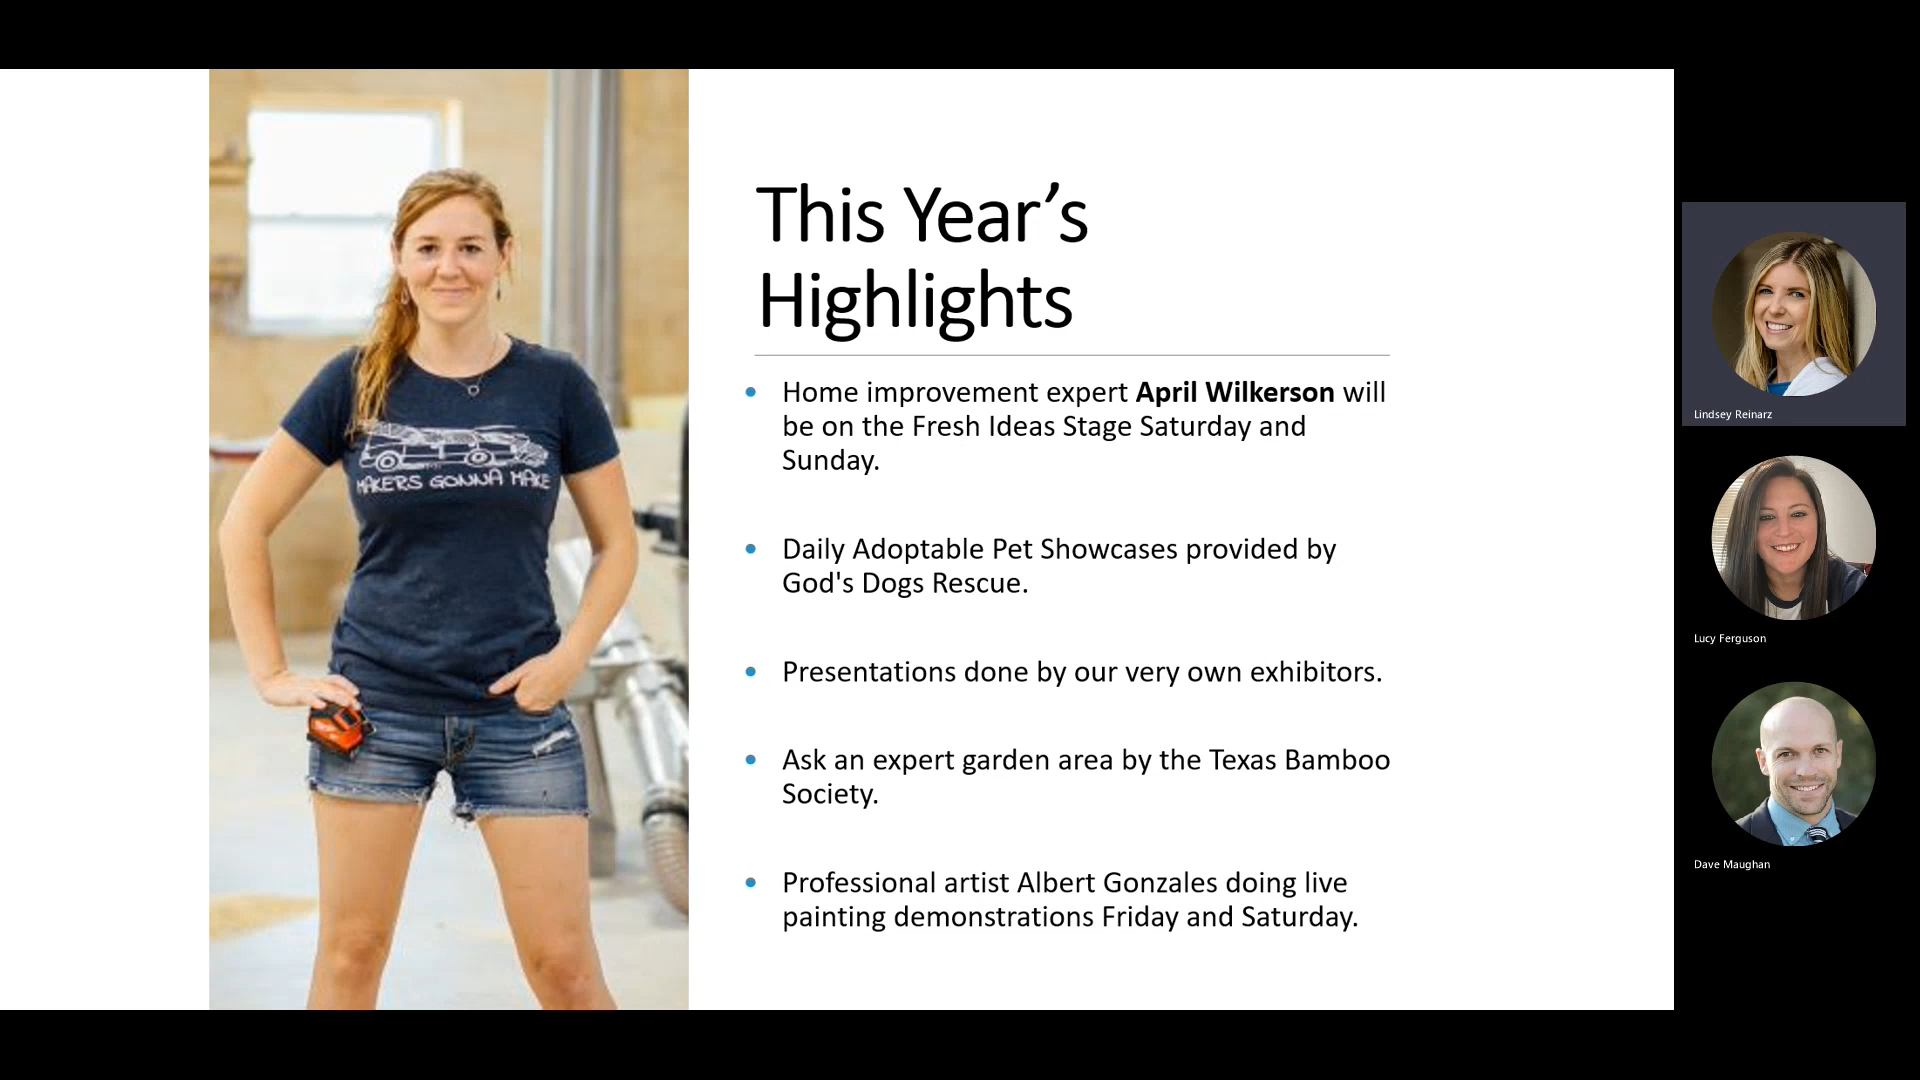 This Year’s
Highlights
MAKERS GONNA MAKE
• Home improvement expert April Wilkerson will
be on the Fresh Ideas Stage Saturday and
Sunday.
• Daily Adoptable Pet Showcases provided by
God's Dogs Rescue.
• Presentations done by our very own exhibitors.
• Ask an expert garden area by the Texas Bamboo
Society.
• Professional artist Albert Gonzales doing live
painting demonstrations Friday and Saturday.
Lindsey Reinarz
Lucy Ferguson
Dave Maughan